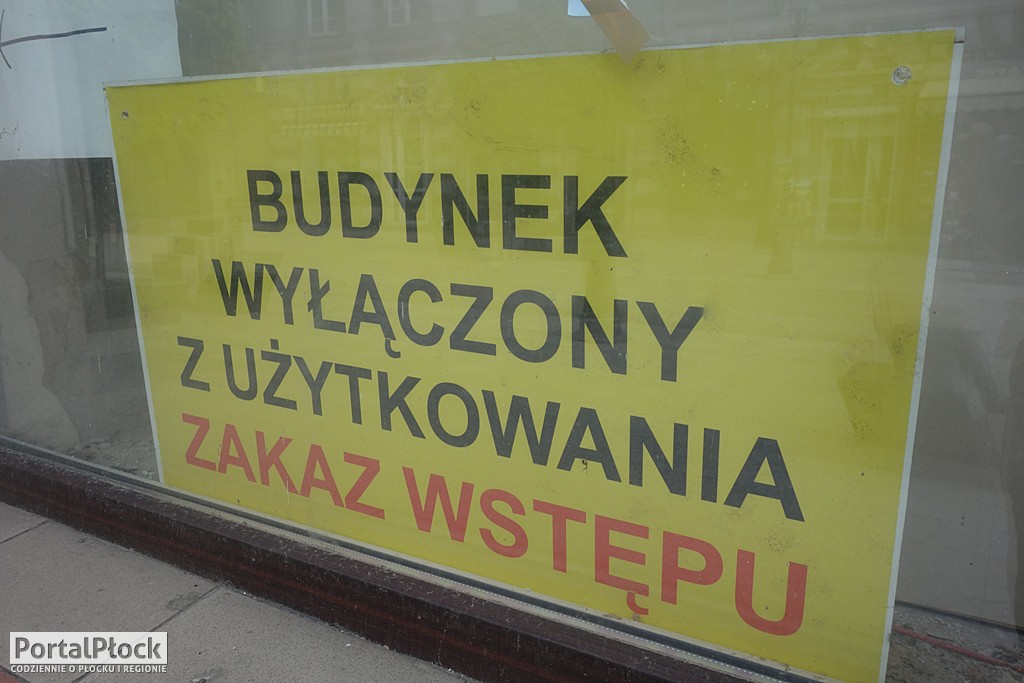 BUDYNEK
WYŁĄCZONY
Z UŻYTKOWANIA
ZAKAZ WSTĘPU
PortalPłock
CODZIENNIE O PŁOCKU I REGIONIE